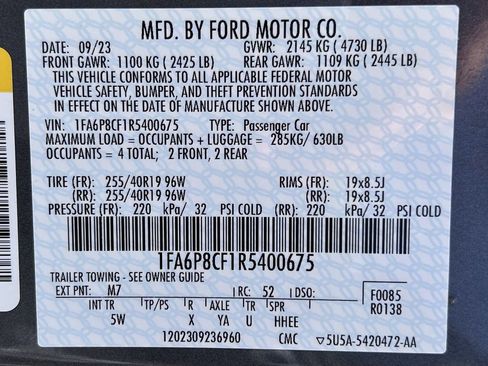 MFD. BY FORD MOTOR CO.
DATE: 09/23 GVWR: 2145 KG ( 4730 LB)
FRONT GAWR: 1100 KG ( 2425 LB) REAR GAWR: 1109 KG ( 2445 LB)
THIS VEHICLE CONFORMS TO ALL APPLICABLE FEDERAL MOTOR
VEHICLE SAFETY, BUMPER, AND THEFT PREVENTION STANDARDS
IN EFFECT ON THE DATE OF MANUFACTURE SHOWN ABOVE.
VIN: 1FA6P8CF1R5400675 TYPE: Passenger Car
MAXIMUM LOAD = OCCUPANTS + LUGGAGE = 285KG/ 630LB
OCCUPANTS = 4 TOTAL; 2 FRONT, 2 REAR
TIRE (FR): 255/40R19 96W RIMS (FR): 19x8.5J
(RR): 255/40R19 96W (RR): 19x8.5J
PRESSURE (FR): 220 kPa/ 32 PSI COLD (RR): 220 kPa/ 32 PSI COLD
1FA6P8CF1R5400675
TRAILER TOWING - SEE OWNER GUIDE
EXT PNT: M7 RC: 52 DSO: F0085
INT TR TP/PS R AXLE TR SPR R0138
5W X YA U HHEE
1202309236960 CMC ▽5U5A-5420472-AA